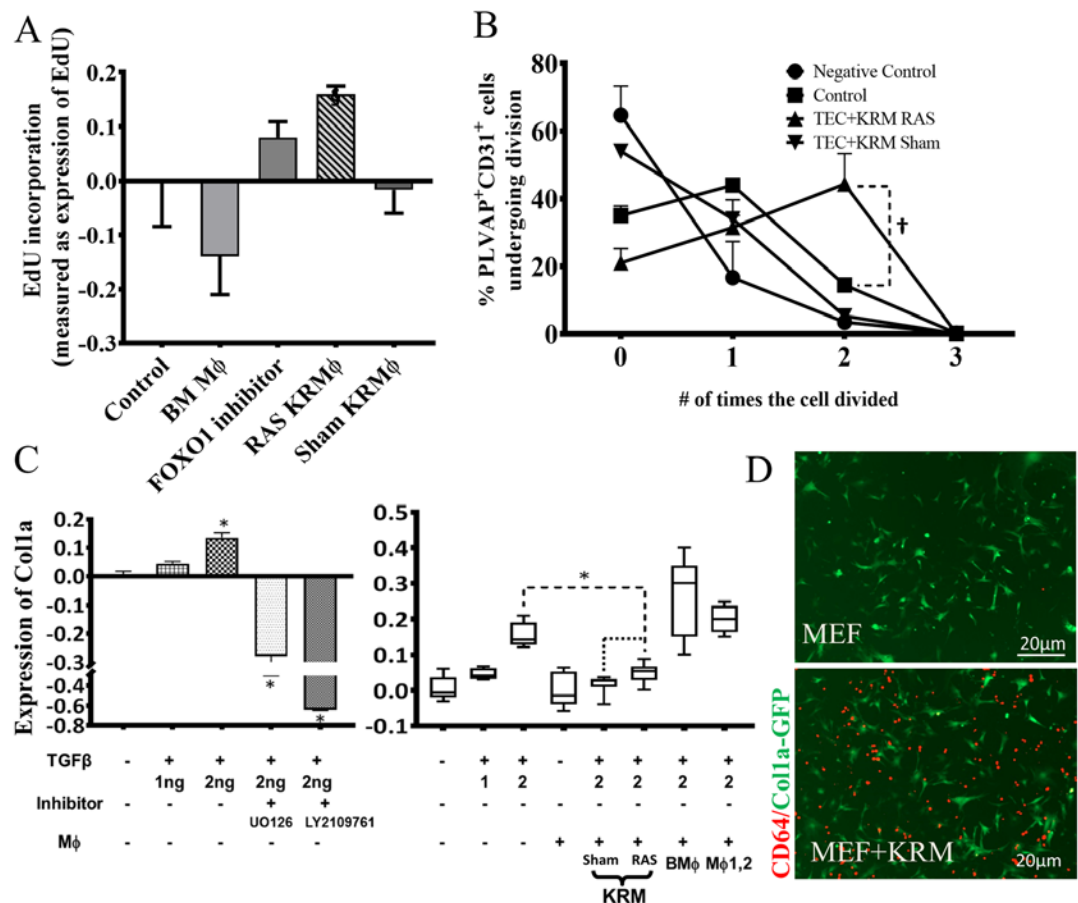 A
EdU incorporation
(measured as expression of EdU)
0.2
0.1
0.0
-0.1
-0.2
-0.3
Control
BM Mϕ
FOXO1 inhibitor
RAS KRMϕ
Sham KRMϕ
B
% PLVAP⁺CD31⁺ cells
undergoing division
80
60
40
20
0
Negative Control
Control
TEC+KRM RAS
TEC+KRM Sham
†
0 1 2 3
# of times the cell divided
C
Expression of Col1a
0.2
0.1
0.0
-0.1
-0.2
-0.3
-0.4
-0.6
-0.8
*
*
*
0.5
0.4
0.3
0.2
0.1
0.0
-0.1
*
TGFβ - + + + + - + + - + + + +
1ng 2ng 2ng 2ng 1 2 2 2 2 2
Inhibitor - - - + + - - - - - - - -
UO126 LY2109761
Mϕ - - - - - - - - + + + + +
Sham RAS BMϕ Mϕ1,2
KRM
D
MEF
20µm
CD64/Col1a-GFP
MEF+KRM
20µm